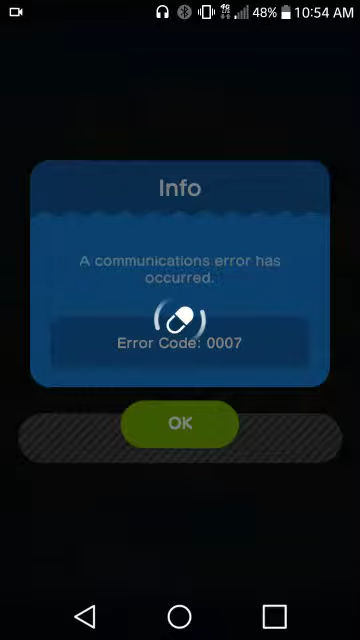 48% 10:54 AM
Info
A communications error has
occurred.
Error Code: 0007
OK